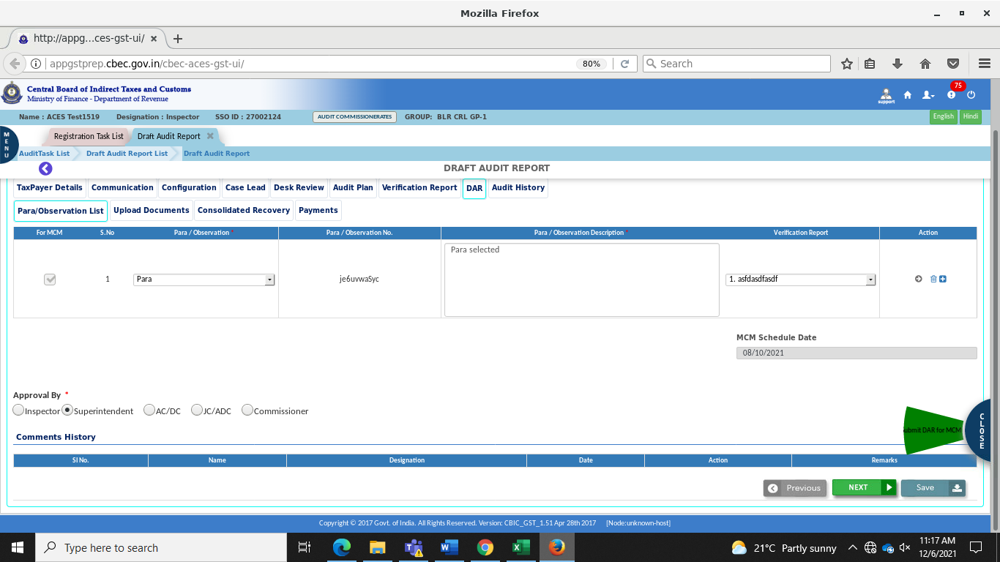 Mozilla Firefox
http://appg...ces-gst-ui/
appgstprep.cbec.gov.in/cbec-aces-gst-ui/
80%
Search
Central Board of Indirect Taxes and Customs
Ministry of Finance - Department of Revenue
support
75
Name : ACES Test1519 Designation : Inspector SSO ID : 27002124 AUDIT COMMISSIONERATES GROUP: BLR CRL GP-1 English Hindi
MENU
Registration Task List Draft Audit Report
AuditTask List Draft Audit Report List Draft Audit Report
DRAFT AUDIT REPORT
TaxPayer Details Communication Configuration Case Lead Desk Review Audit Plan Verification Report DAR Audit History
Para/Observation List Upload Documents Consolidated Recovery Payments
For MCM S.No Para / Observation * Para / Observation No. Para / Observation Description * Verification Report Action
Para selected
1 Para je6uvwaSyc 1. asfdasdfasdf
MCM Schedule Date
08/10/2021
Approval By *
Inspector Superintendent AC/DC JC/ADC Commissioner
ubmit DAR for MCM
CLOSE
Comments History
Sl No. Name Designation Date Action Remarks
Previous NEXT Save
Copyright © 2017 Govt. of India. All Rights Reserved. Version: CBIC_GST_1.51 Apr 28th 2017 [Node:unknown-host]
Type here to search
21°C Partly sunny
11:17 AM
12/6/2021